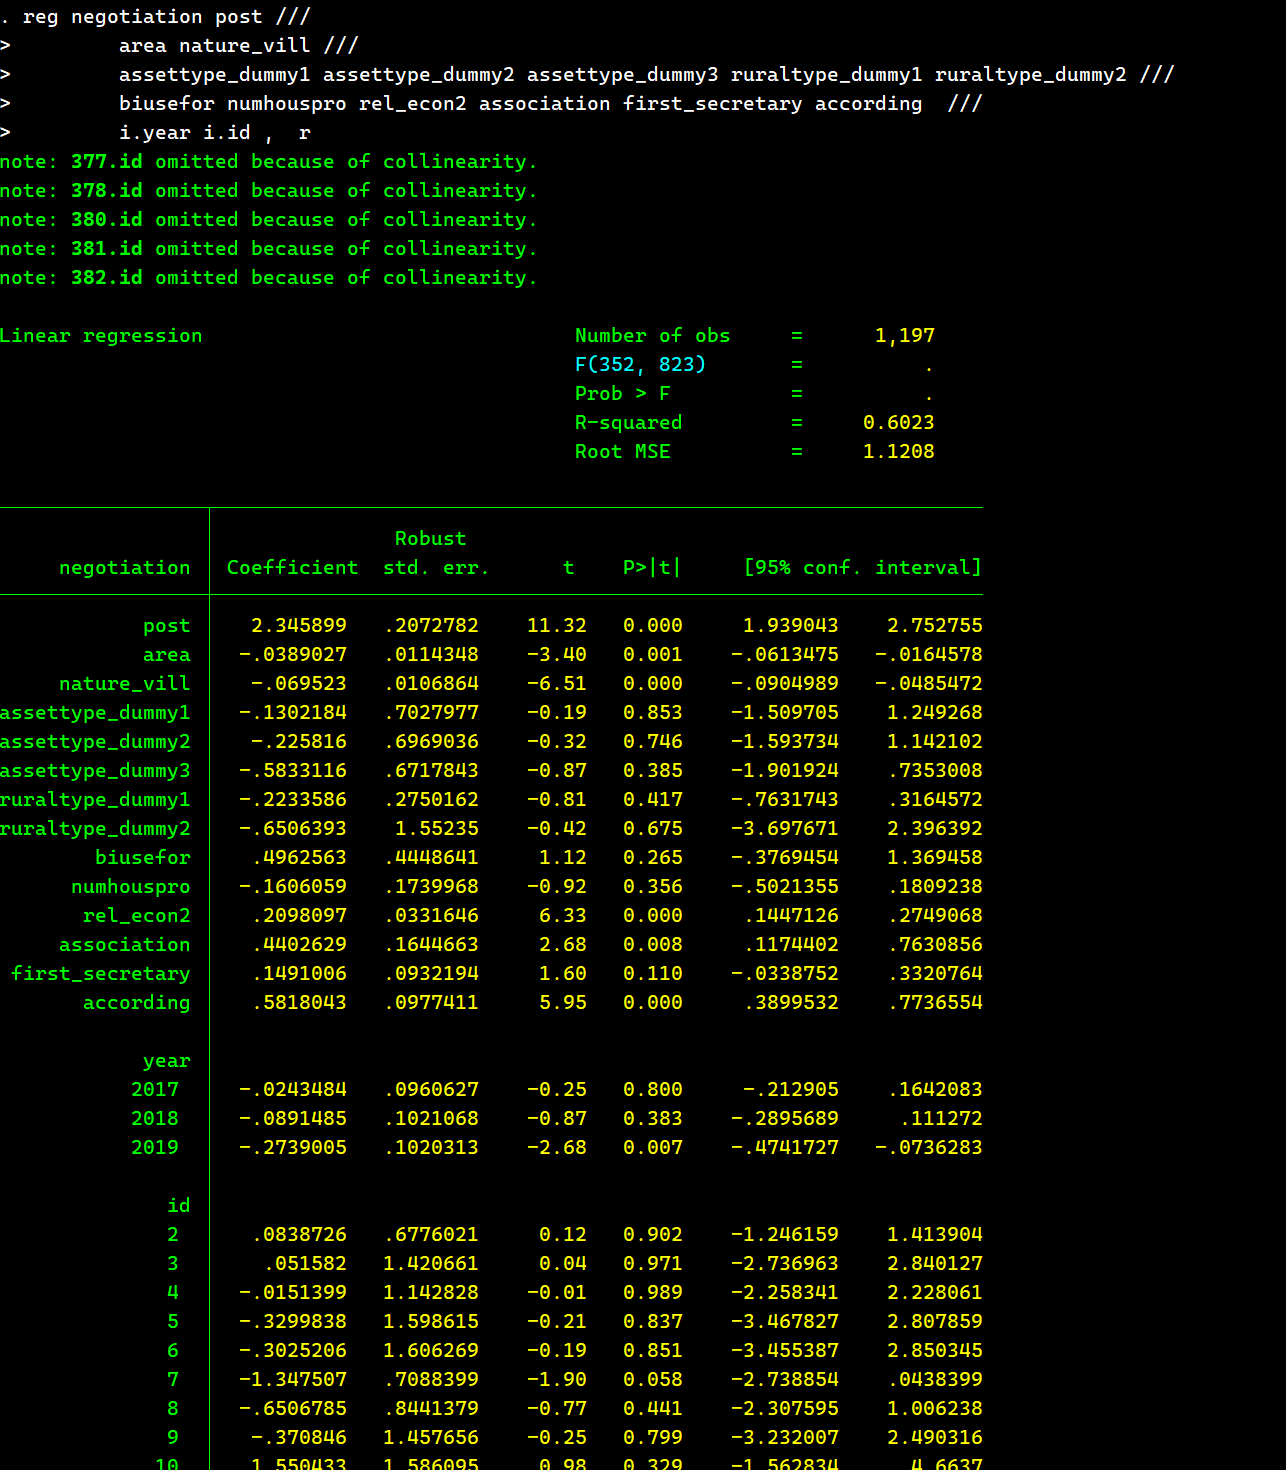 . reg negotiation post ///
>         area nature_vill ///
>         assettype_dummy1 assettype_dummy2 assettype_dummy3 ruraltype_dummy1 ruraltype_dummy2 ///
>         biusefor numhouspro rel_econ2 association first_secretary according  ///
>         i.year i.id ,  r
note: 377.id omitted because of collinearity.
note: 378.id omitted because of collinearity.
note: 380.id omitted because of collinearity.
note: 381.id omitted because of collinearity.
note: 382.id omitted because of collinearity.
Linear regression Number of obs = 1,197
F(352, 823) = .
Prob > F = .
R-squared = 0.6023
Root MSE = 1.1208
Robust
negotiation Coefficient std. err. t P>|t| [95% conf. interval]
post 2.345899 .2072782 11.32 0.000 1.939043 2.752755
area -.0389027 .0114348 -3.40 0.001 -.0613475 -.0164578
nature_vill -.069523 .0106864 -6.51 0.000 -.0904989 -.0485472
assettype_dummy1 -.1302184 .7027977 -0.19 0.853 -1.509705 1.249268
assettype_dummy2 -.225816 .6969036 -0.32 0.746 -1.593734 1.142102
assettype_dummy3 -.5833116 .6717843 -0.87 0.385 -1.901924 .7353008
ruraltype_dummy1 -.2233586 .2750162 -0.81 0.417 -.7631743 .3164572
ruraltype_dummy2 -.6506393 1.55235 -0.42 0.675 -3.697671 2.396392
biusefor .4962563 .4448641 1.12 0.265 -.3769454 1.369458
numhouspro -.1606059 .1739968 -0.92 0.356 -.5021355 .1809238
rel_econ2 .2098097 .0331646 6.33 0.000 .1447126 .2749068
association .4402629 .1644663 2.68 0.008 .1174402 .7630856
first_secretary .1491006 .0932194 1.60 0.110 -.0338752 .3320764
according .5818043 .0977411 5.95 0.000 .3899532 .7736554
year
2017 -.0243484 .0960627 -0.25 0.800 -.212905 .1642083
2018 -.0891485 .1021068 -0.87 0.383 -.2895689 .111272
2019 -.2739005 .1020313 -2.68 0.007 -.4741727 -.0736283
id
2 .0838726 .6776021 0.12 0.902 -1.246159 1.413904
3 .051582 1.420661 0.04 0.971 -2.736963 2.840127
4 -.0151399 1.142828 -0.01 0.989 -2.258341 2.228061
5 -.3299838 1.598615 -0.21 0.837 -3.467827 2.807859
6 -.3025206 1.606269 -0.19 0.851 -3.455387 2.850345
7 -1.347507 .7088399 -1.90 0.058 -2.738854 .0438399
8 -.6506785 .8441379 -0.77 0.441 -2.307595 1.006238
9 -.370846 1.457656 -0.25 0.799 -3.232007 2.490316
10 1.550433 1.586095 0.98 0.329 -1.562834 4.6637